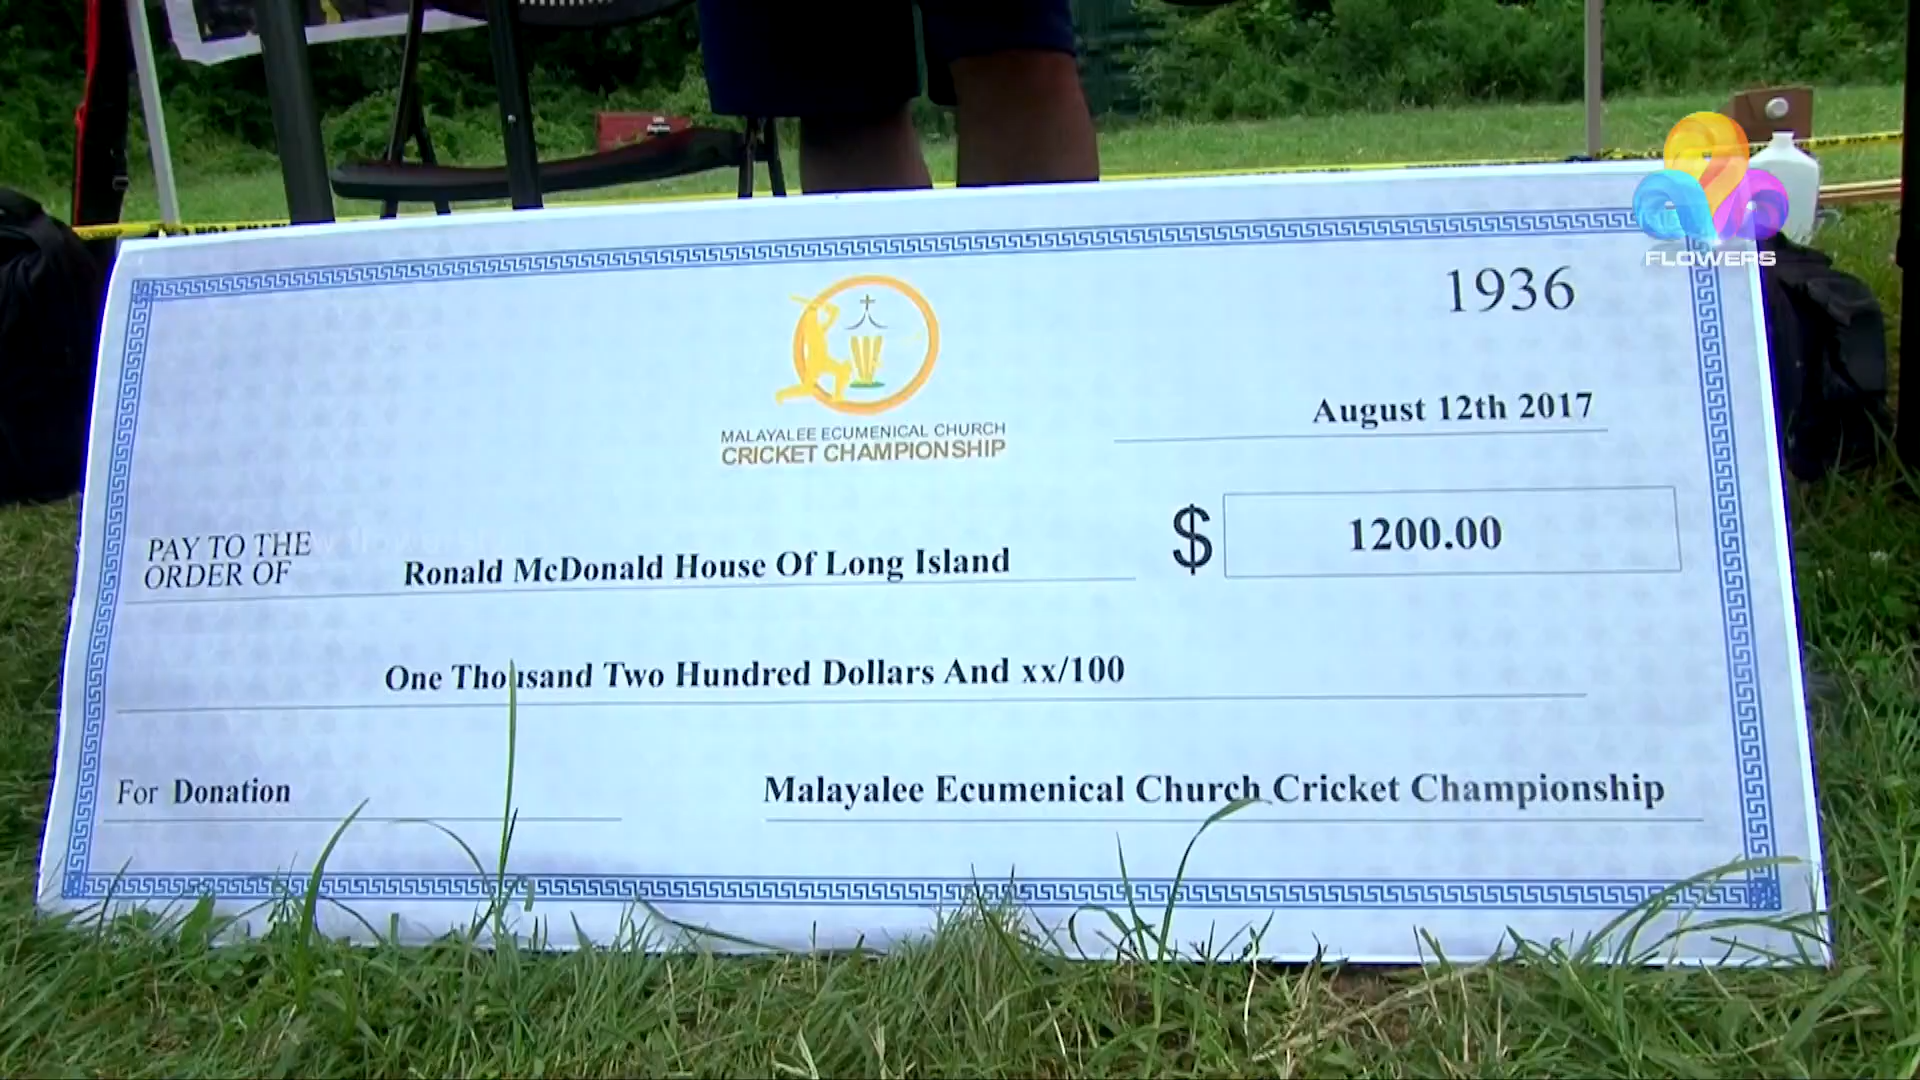 FLOWERS
1936
MALAYALEE ECUMENICAL CHURCH
CRICKET CHAMPIONSHIP
August 12th 2017
PAY TO THE
ORDER OF
Ronald McDonald House Of Long Island
$ 1200.00
One Thousand Two Hundred Dollars And xx/100
For Donation
Malayalee Ecumenical Church Cricket Championship